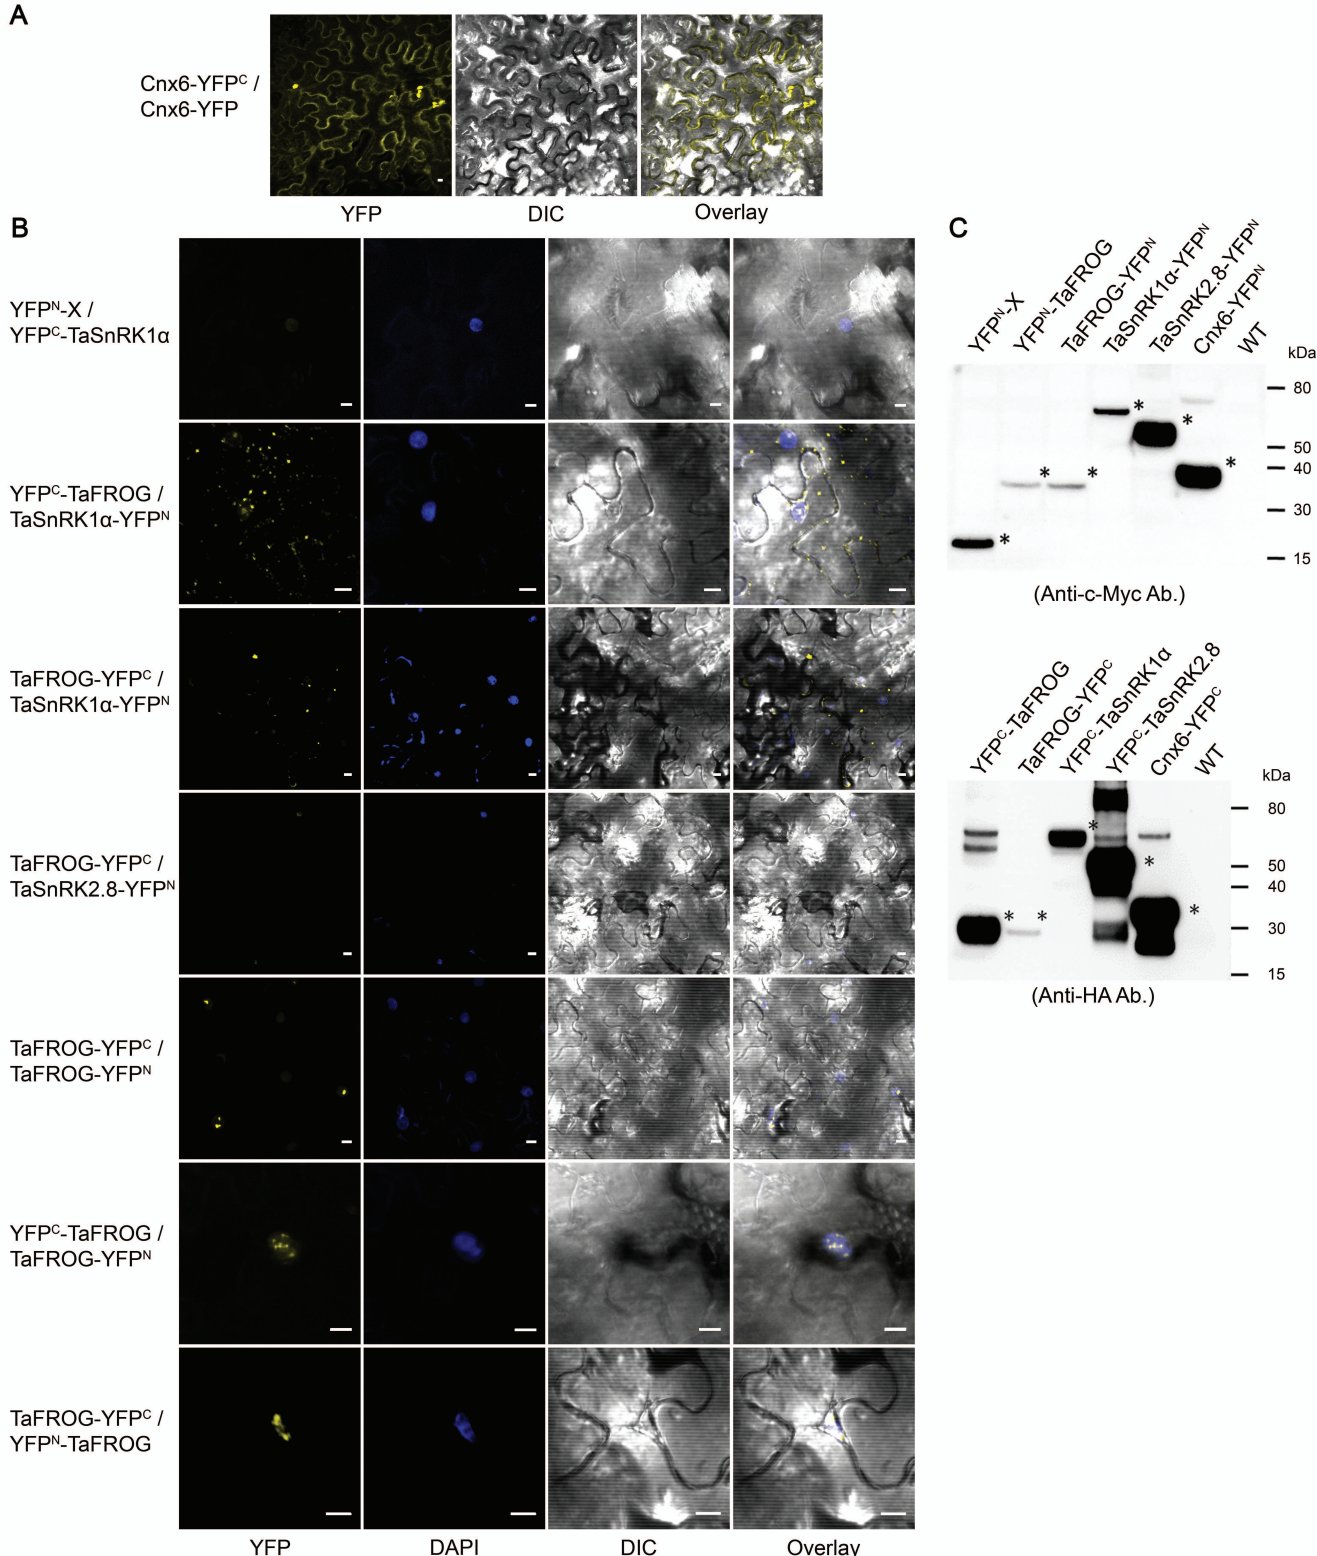 A
Cnx6-YFPᶜ /
Cnx6-YFP
YFP
DIC
Overlay
B
YFPᴺ-X /
YFPᶜ-TaSnRK1α
YFPᶜ-TaFROG /
TaSnRK1α-YFPᴺ
TaFROG-YFPᶜ /
TaSnRK1α-YFPᴺ
TaFROG-YFPᶜ /
TaSnRK2.8-YFPᴺ
TaFROG-YFPᶜ /
TaFROG-YFPᴺ
YFPᶜ-TaFROG /
TaFROG-YFPᴺ
TaFROG-YFPᶜ /
YFPᴺ-TaFROG
YFP
DAPI
DIC
Overlay
C
YFPᴺ-X
YFPᴺ-TaFROG
TaFROG-YFPᴺ
TaSnRK1α-YFPᴺ
TaSnRK2.8-YFPᴺ
Cnx6-YFPᴺ
WT
kDa
80
50
40
30
15
*
*
*
*
*
*
(Anti-c-Myc Ab.)
YFPᶜ-TaFROG
TaFROG-YFPᶜ
YFPᶜ-TaSnRK1α
YFPᶜ-TaSnRK2.8
Cnx6-YFPᶜ
WT
kDa
80
50
40
30
15
*
*
*
*
*
(Anti-HA Ab.)